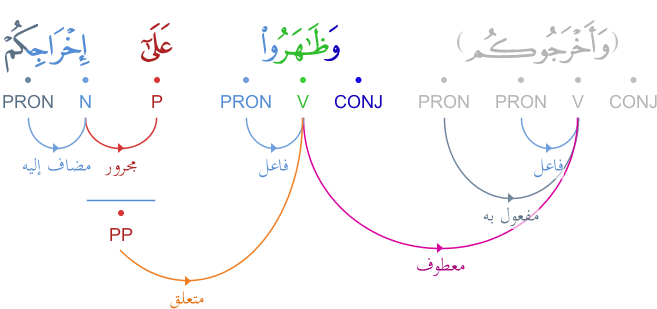 (وَأَخْرَجُوكُمْ) وَظَٰهَرُوا۟ عَلَىٰٓ إِخْرَاجِكُمْ
CONJ V PRON PRON CONJ V PRON P N PRON
فاعل فاعل مجرور مضاف إليه
مفعول به
PP
معطوف
متعلق